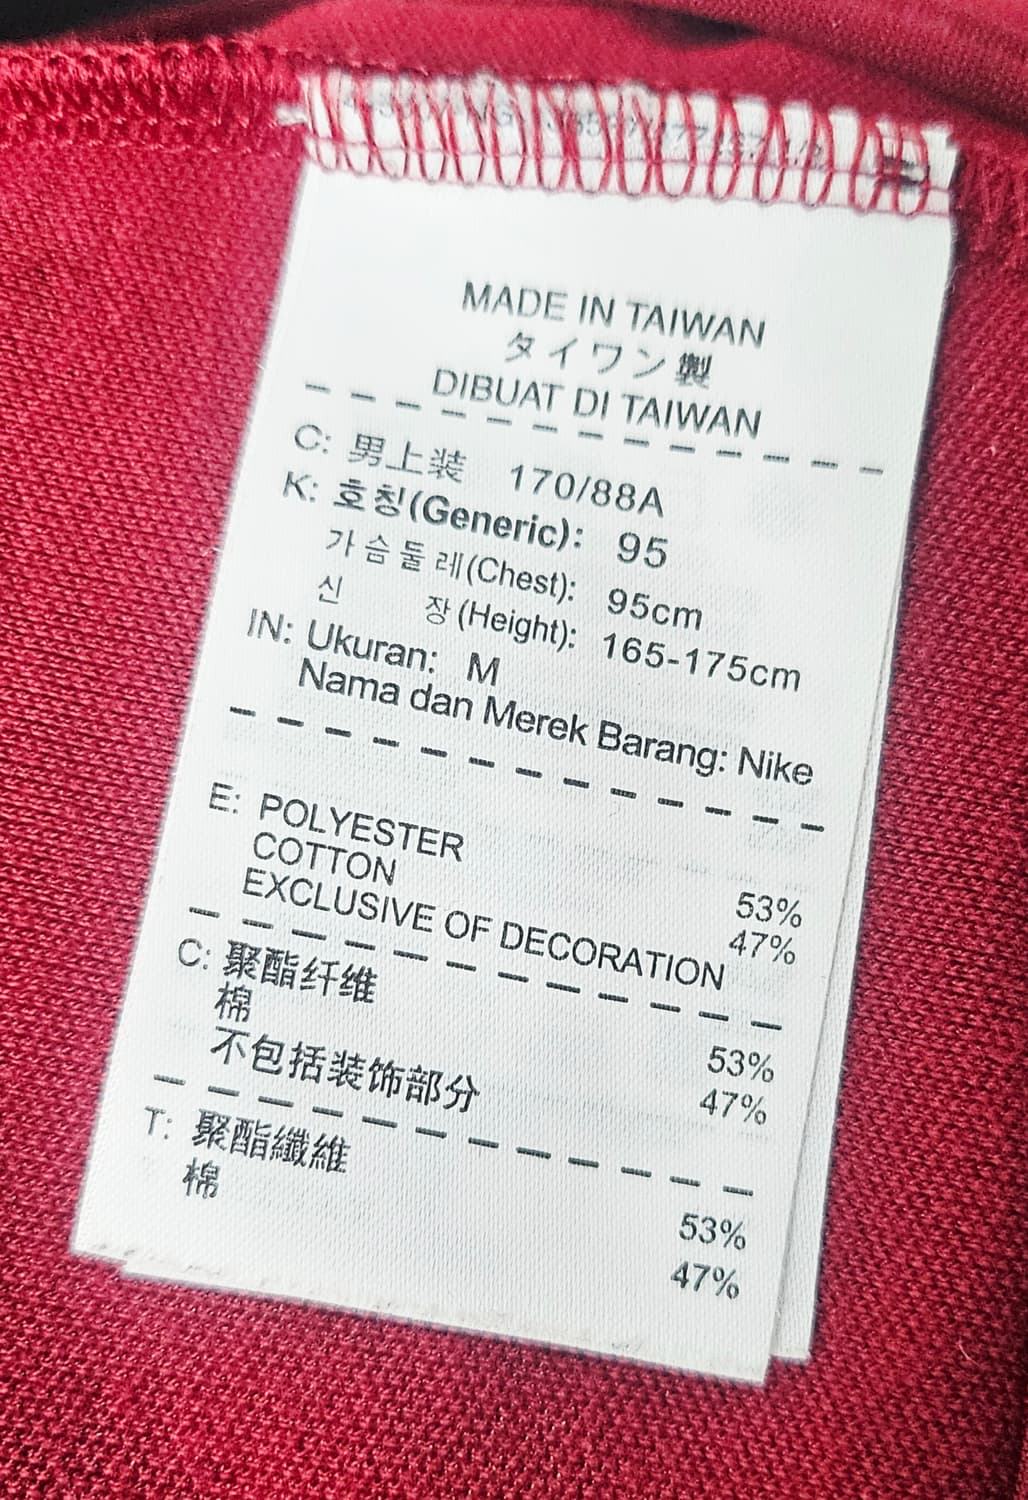 MADE IN TAIWAN
タイワン製
DIBUAT DI TAIWAN
C: 男上装 170/88A
K: 호칭(Generic): 95
가슴둘레(Chest): 95cm
신 장(Height): 165-175cm
IN: Ukuran: M
Nama dan Merek Barang: Nike
E: POLYESTER 53%
COTTON 47%
EXCLUSIVE OF DECORATION
C: 聚酯纤维 53%
棉 47%
不包括装饰部分
T: 聚酯纖維 53%
棉 47%